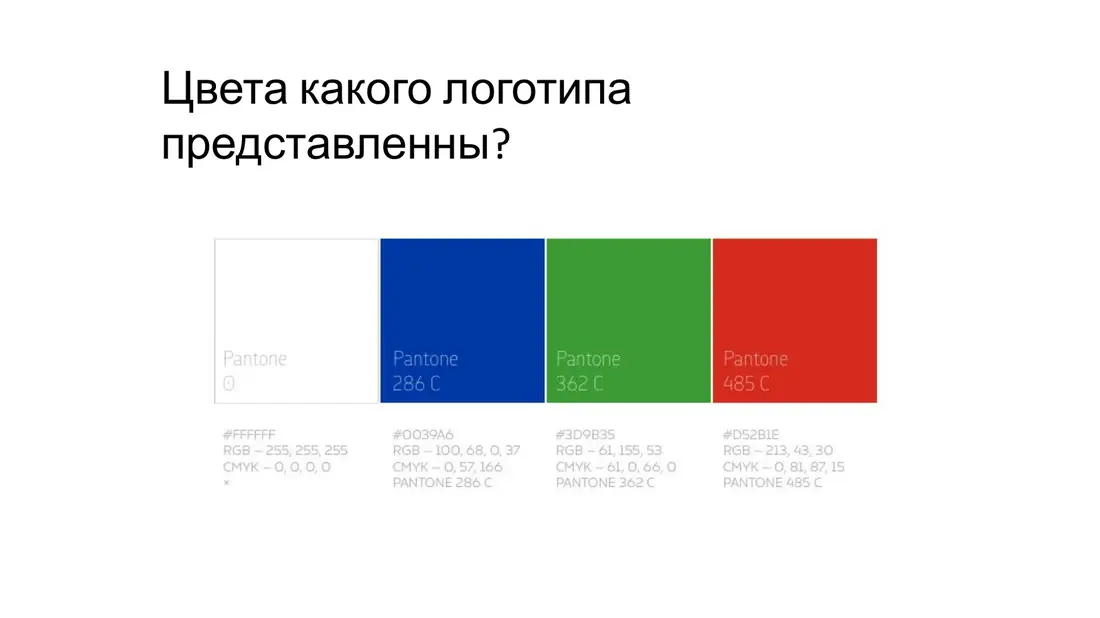 Цвета какого логотипа
представленны?
Pantone
0
Pantone
286 C
Pantone
362 C
Pantone
485 C
#FFFFFF
RGB – 255, 255, 255
CMYK – 0, 0, 0, 0
×
#0039A6
RGB – 100, 68, 0, 37
CMYK – 0, 57, 166
PANTONE 286 C
#3D9B35
RGB – 61, 155, 53
CMYK – 61, 0, 66, 0
PANTONE 362 C
#D52B1E
RGB – 213, 43, 30
CMYK – 0, 81, 87, 15
PANTONE 485 C